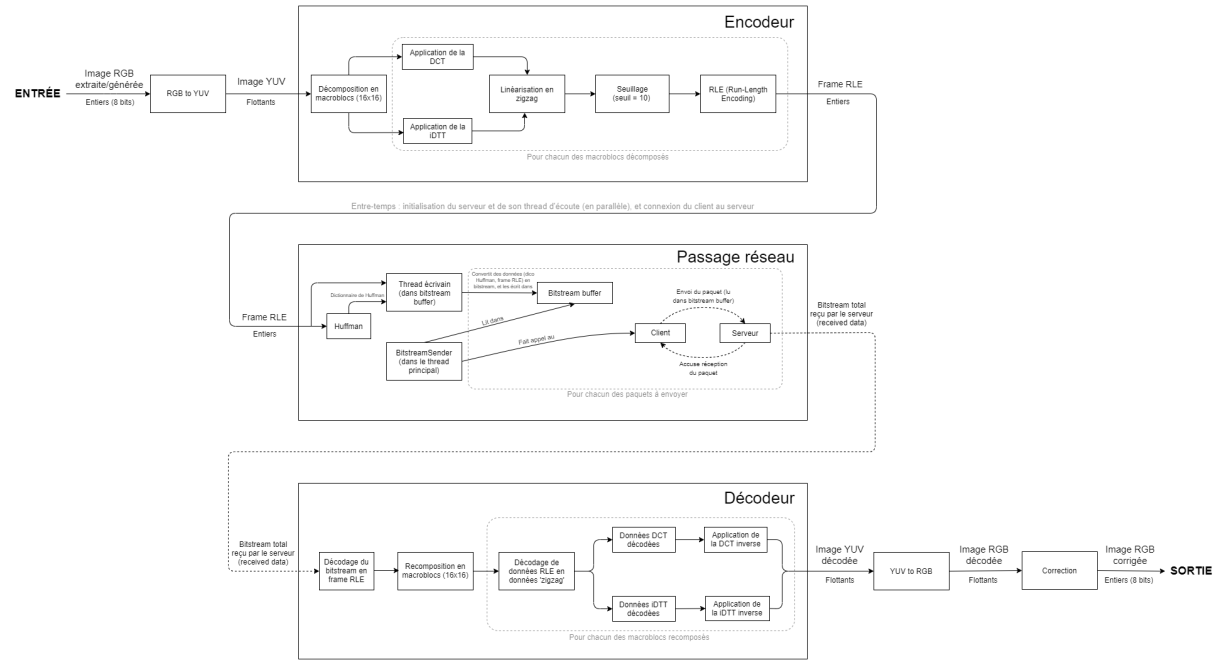 Encodeur
ENTRÉE
Image RGB
extraite/générée
Entiers (8 bits)
RGB to YUV
Image YUV
Flottants
Décomposition en
macroblocs (16x16)
Application de la
DCT
Application de la
iDTT
Linéarisation en
zigzag
Seuillage
(seuil = 10)
RLE (Run-Length
Encoding)
Pour chacun des macroblocs décomposés
Frame RLE
Entiers
Entre-temps : initialisation du serveur et de son thread d'écoute (en parallèle), et connexion du client au serveur
Passage réseau
Frame RLE
Entiers
Huffman
Dictionnaire de Huffman
Thread écrivain
(dans bitstream
buffer)
Convertit des données (dico
Huffman, frame RLE) en
bitstream, et les écrit dans
Bitstream buffer
Lit dans
BitstreamSender
(dans le thread
principal)
Fait appel au
Envoi du paquet (lu
dans bitstream buffer)
Client
Serveur
Accuse réception
du paquet
Pour chacun des paquets à envoyer
Bitstream total
reçu par le serveur
(received data)
Décodeur
Bitstream total
reçu par le serveur
(received data)
Décodage du
bitstream en
frame RLE
Recomposition en
macroblocs (16x16)
Décodage de
données RLE en
données 'zigzag'
Données DCT
décodées
Application de
la DCT inverse
Données iDTT
décodées
Application de
la iDTT inverse
Pour chacun des macroblocs recomposés
Image YUV
décodée
Flottants
YUV to RGB
Image RGB
décodée
Flottants
Correction
Image RGB
corrigée
Entiers (8 bits)
SORTIE